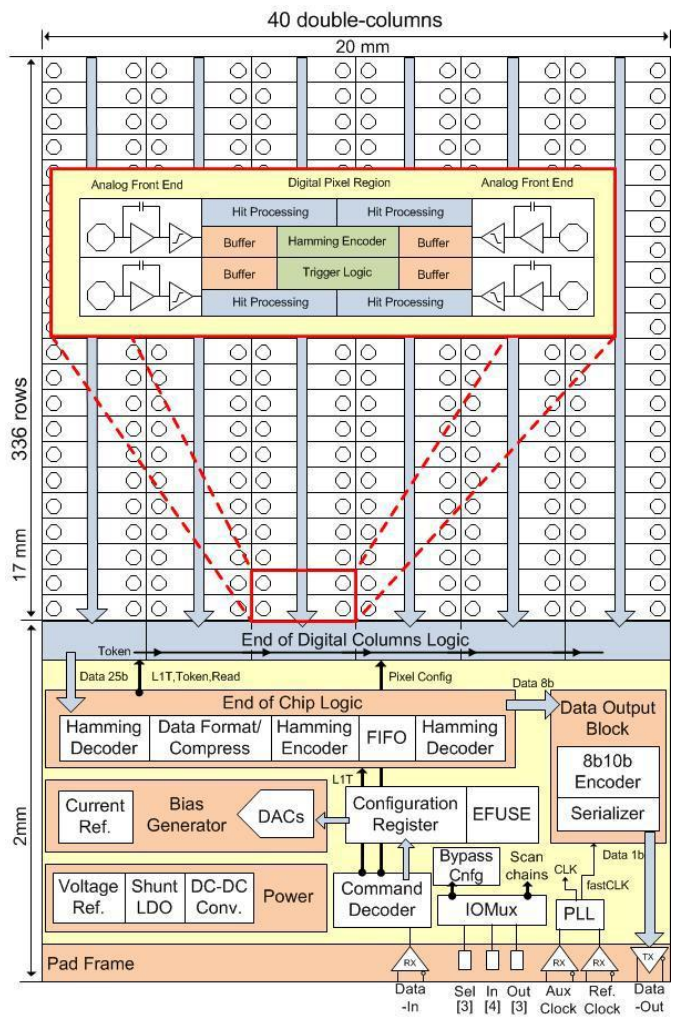 40 double-columns
20 mm
336 rows
17 mm
Analog Front End
Digital Pixel Region
Analog Front End
Hit Processing
Hit Processing
Buffer
Hamming Encoder
Buffer
Buffer
Trigger Logic
Buffer
Hit Processing
Hit Processing
End of Digital Columns Logic
Token
Data 25b
L1T,Token,Read
Pixel Config
Data 8b
2mm
End of Chip Logic
Hamming
Decoder
Data Format/
Compress
Hamming
Encoder
FIFO
Hamming
Decoder
Data Output
Block
8b10b
Encoder
Serializer
L1T
Current
Ref.
Bias
Generator
DACs
Configuration
Register
EFUSE
Data 1b
Voltage
Ref.
Shunt
LDO
DC-DC
Conv.
Power
Command
Decoder
Bypass
Cnfg
Scan
chains
IOMux
CLK
fastCLK
PLL
Pad Frame
RX
RX
RX
TX
Data
-In
Sel
[3]
In
[4]
Out
[3]
Aux
Clock
Ref.
Clock
Data
-Out